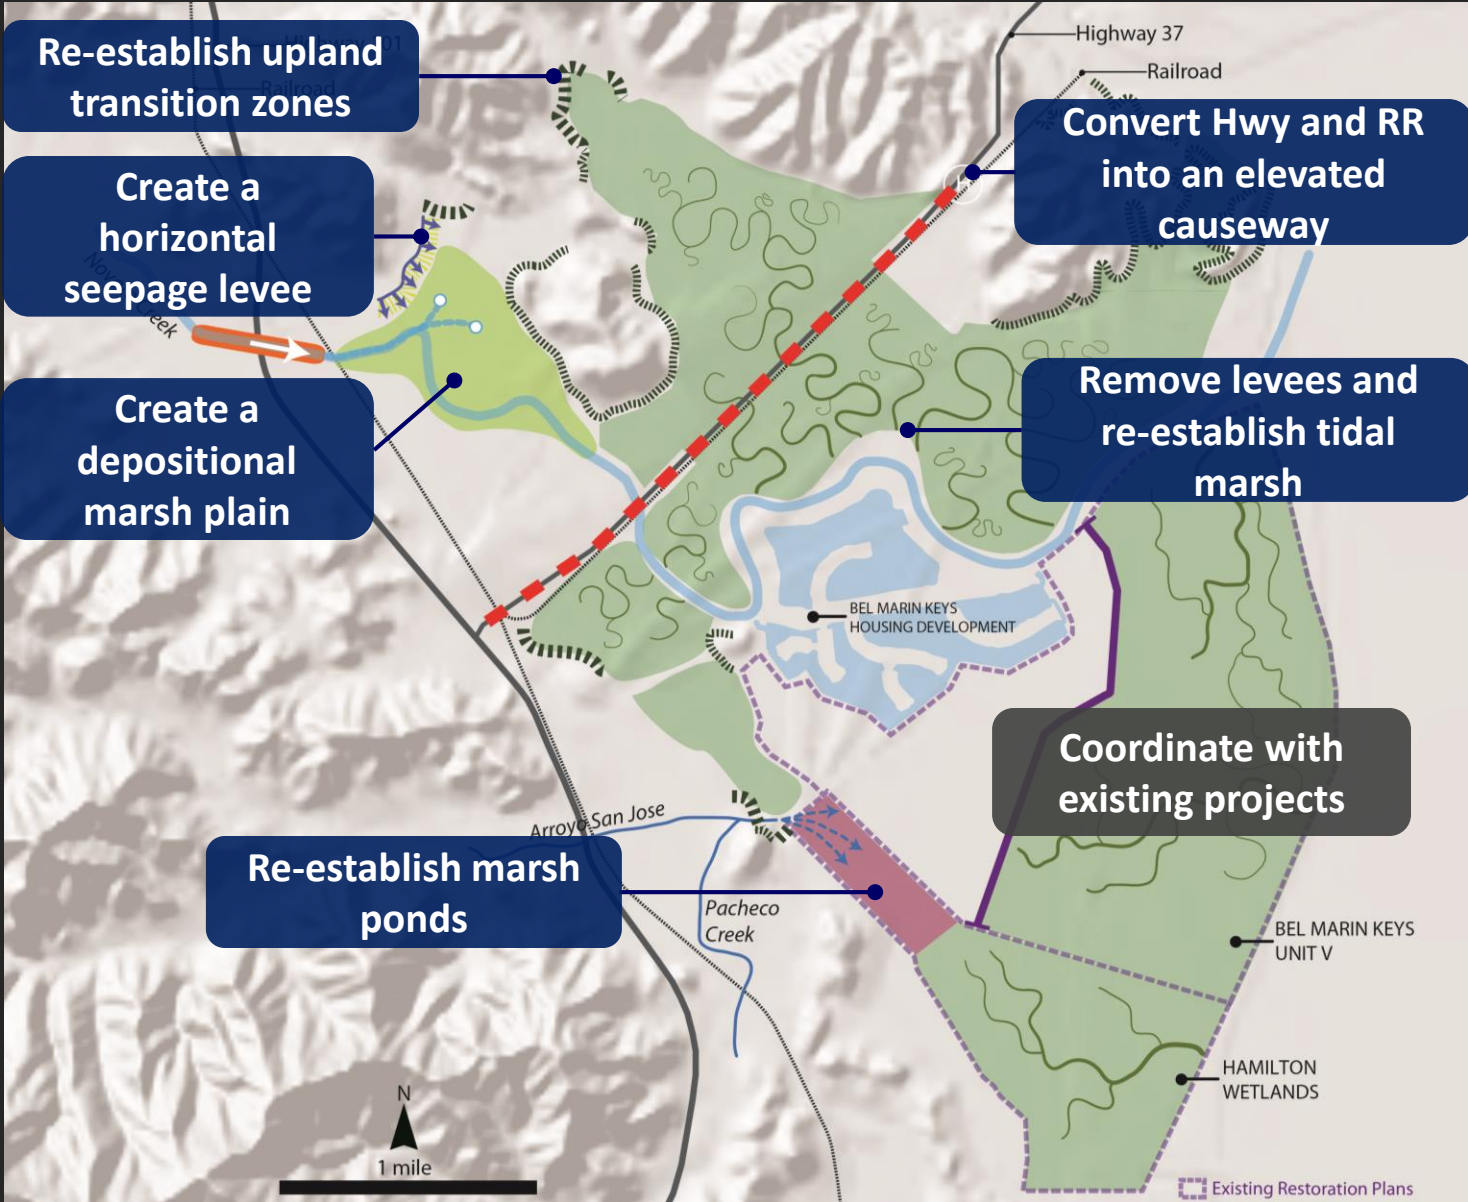 Re-establish upland
transition zones
Highway 37
Railroad
Convert Hwy and RR
into an elevated
causeway
Create a
horizontal
seepage levee
Creek
Create a
depositional
marsh plain
Remove levees and
re-establish tidal
marsh
BEL MARIN KEYS
HOUSING DEVELOPMENT
Coordinate with
existing projects
Arroyo San Jose
Re-establish marsh
ponds
Pacheco
Creek
BEL MARIN KEYS
UNIT V
HAMILTON
WETLANDS
N
1 mile
Existing Restoration Plans